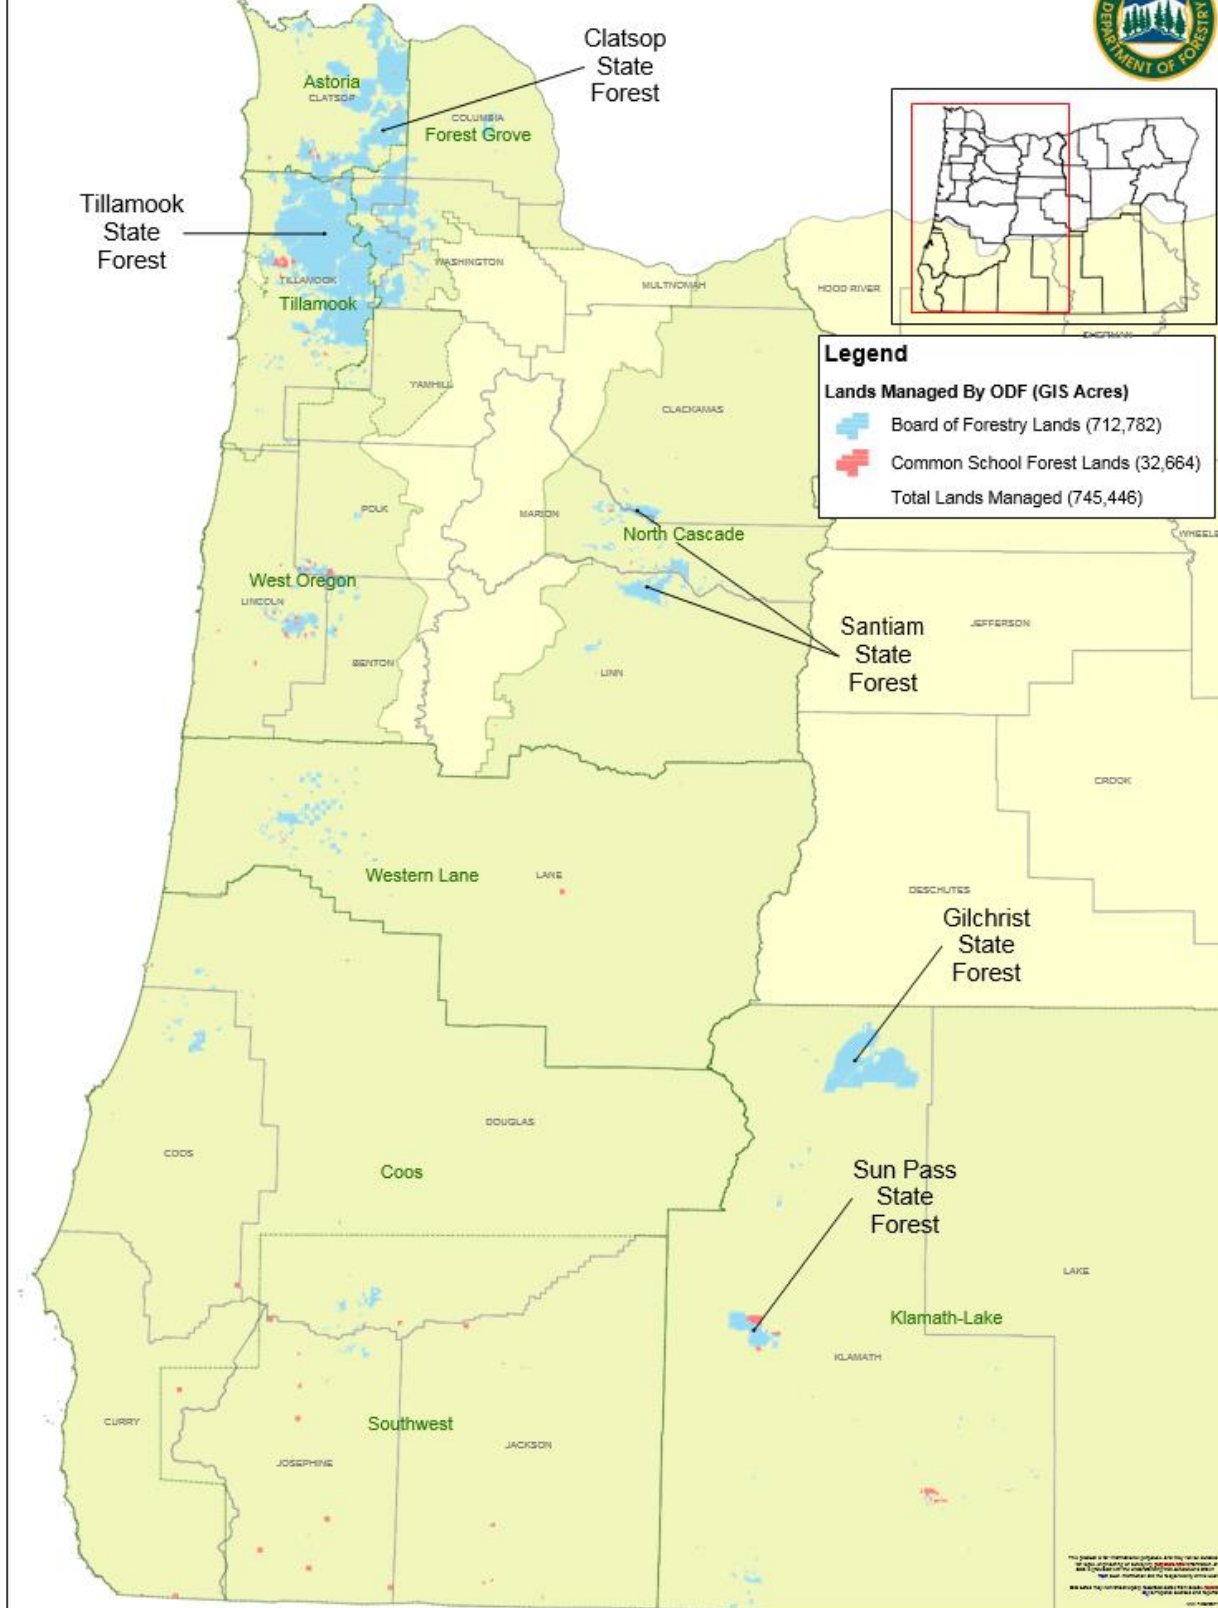 DEPARTMENT OF FORESTRY
Clatsop
State
Forest
Astoria
CLATSOP
COLUMBIA
Forest Grove
Tillamook
State
Forest
WASHINGTON
TILLAMOOK
Tillamook
MULTNOMAH
HOOD RIVER
SHERMAN
Legend
Lands Managed By ODF (GIS Acres)
Board of Forestry Lands (712,782)
Common School Forest Lands (32,664)
Total Lands Managed (745,446)
YAMHILL
CLACKAMAS
POLK
MARION
North Cascade
WHEELE
West Oregon
LINCOLN
Santiam
State
Forest
JEFFERSON
BENTON
LINN
CROOK
Western Lane
LANE
DESCHUTES
Gilchrist
State
Forest
DOUGLAS
COOS
Coos
Sun Pass
State
Forest
LAKE
Klamath-Lake
KLAMATH
CURRY
Southwest
JACKSON
JOSEPHINE